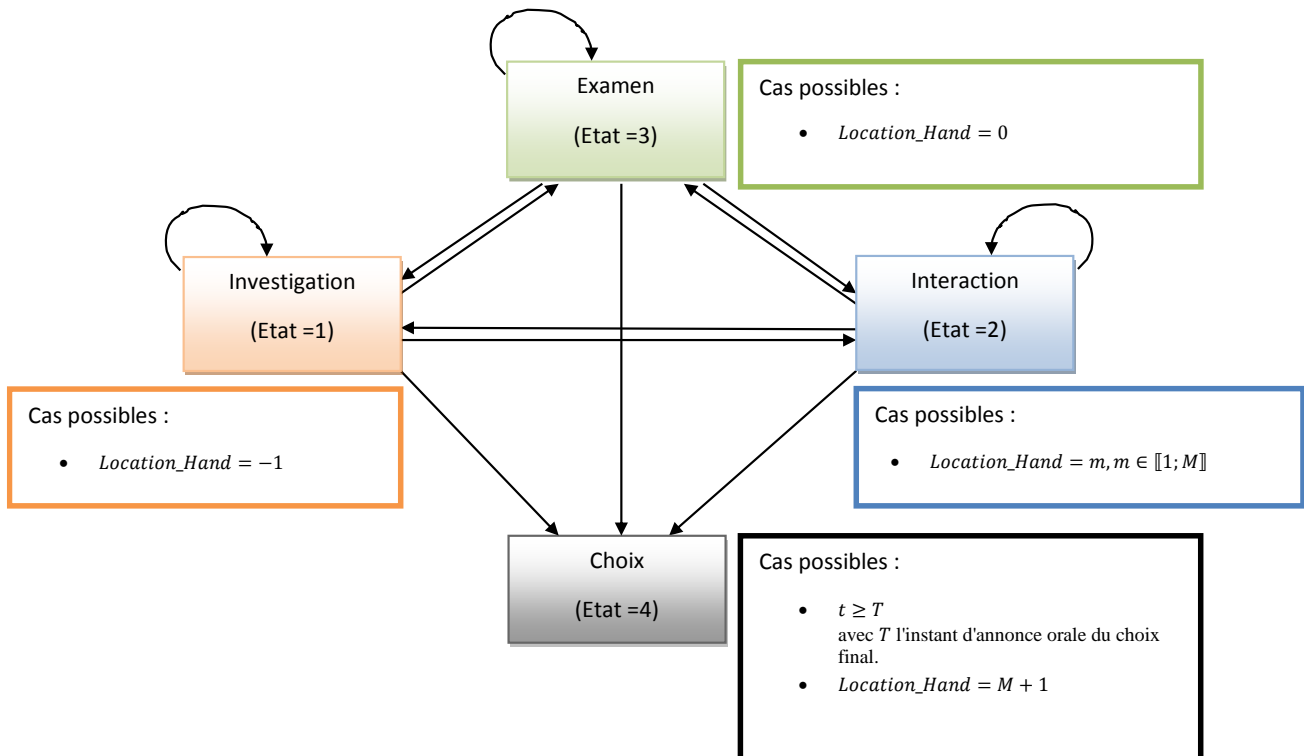 Examen
(Etat =3)
Cas possibles :
• Location_Hand = 0
Investigation
(Etat =1)
Interaction
(Etat =2)
Cas possibles :
• Location_Hand = −1
Cas possibles :
• Location_Hand = m, m ∈ ⟦1; M⟧
Choix
(Etat =4)
Cas possibles :
• t ≥ T
avec T l'instant d'annonce orale du choix
final.
• Location_Hand = M + 1